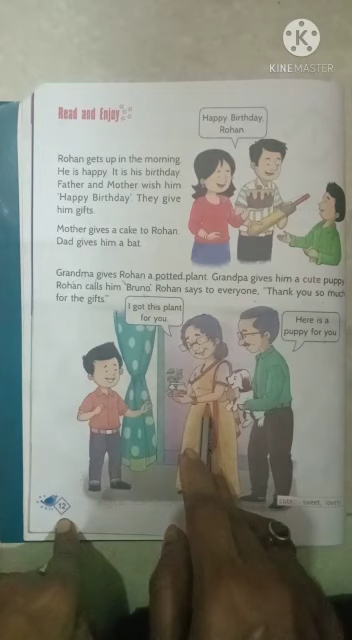 KINEMASTER
Read and Enjoy
Happy Birthday,
Rohan
Rohan gets up in the morning.
He is happy. It is his birthday.
Father and Mother wish him
'Happy Birthday'. They give
him gifts.
Mother gives a cake to Rohan.
Dad gives him a bat.
Grandma gives Rohan a potted plant. Grandpa gives him a cute puppy.
Rohan calls him 'Bruno'. Rohan says to everyone, "Thank you so much
for the gifts."
I got this plant
for you.
Here is a
puppy for you
12
cute : sweet,